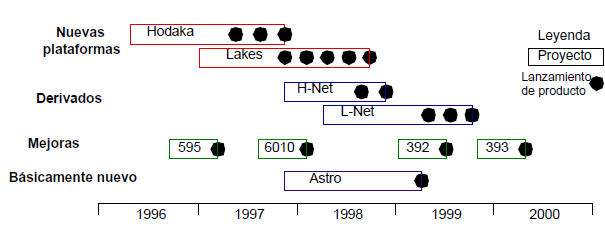 Nuevas
plataformas
Hodaka
Lakes
Leyenda
Proyecto
Lanzamiento
de producto
Derivados
H-Net
L-Net
Mejoras
595
6010
392
393
Básicamente nuevo
Astro
1996
1997
1998
1999
2000